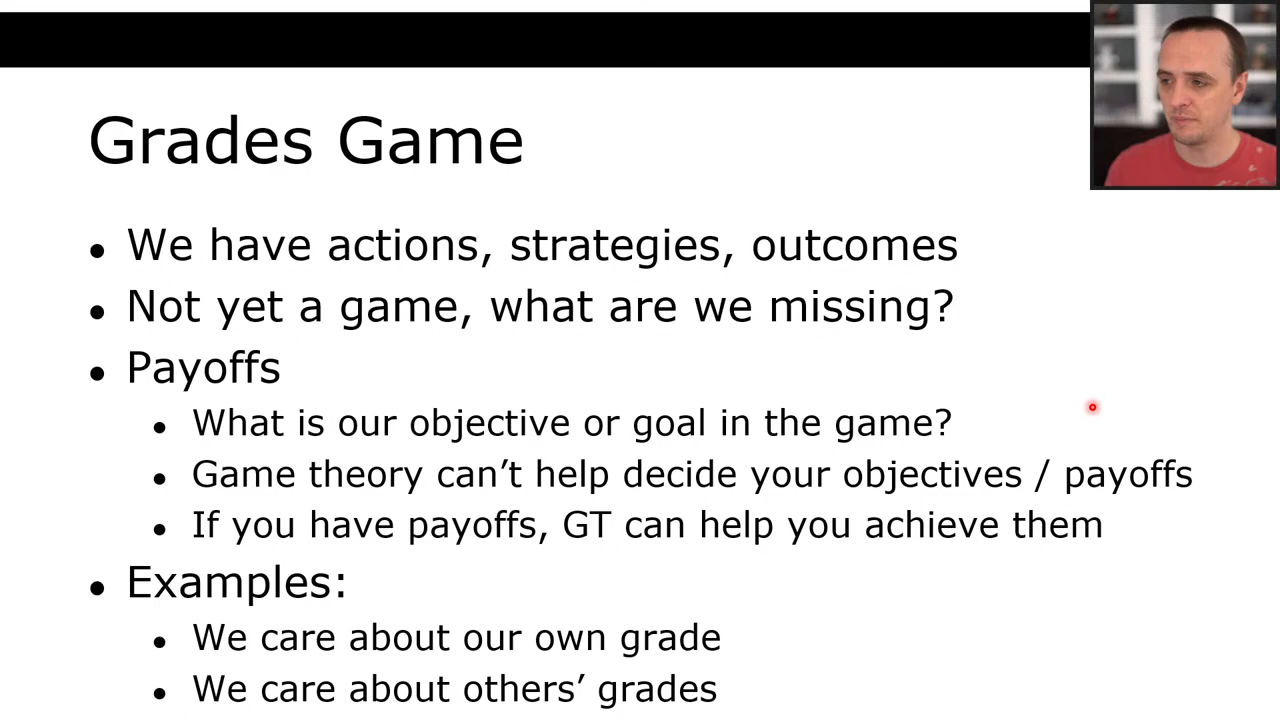 Grades Game
• We have actions, strategies, outcomes
• Not yet a game, what are we missing?
• Payoffs
• What is our objective or goal in the game?
• Game theory can’t help decide your objectives / payoffs
• If you have payoffs, GT can help you achieve them
• Examples:
• We care about our own grade
• We care about others’ grades